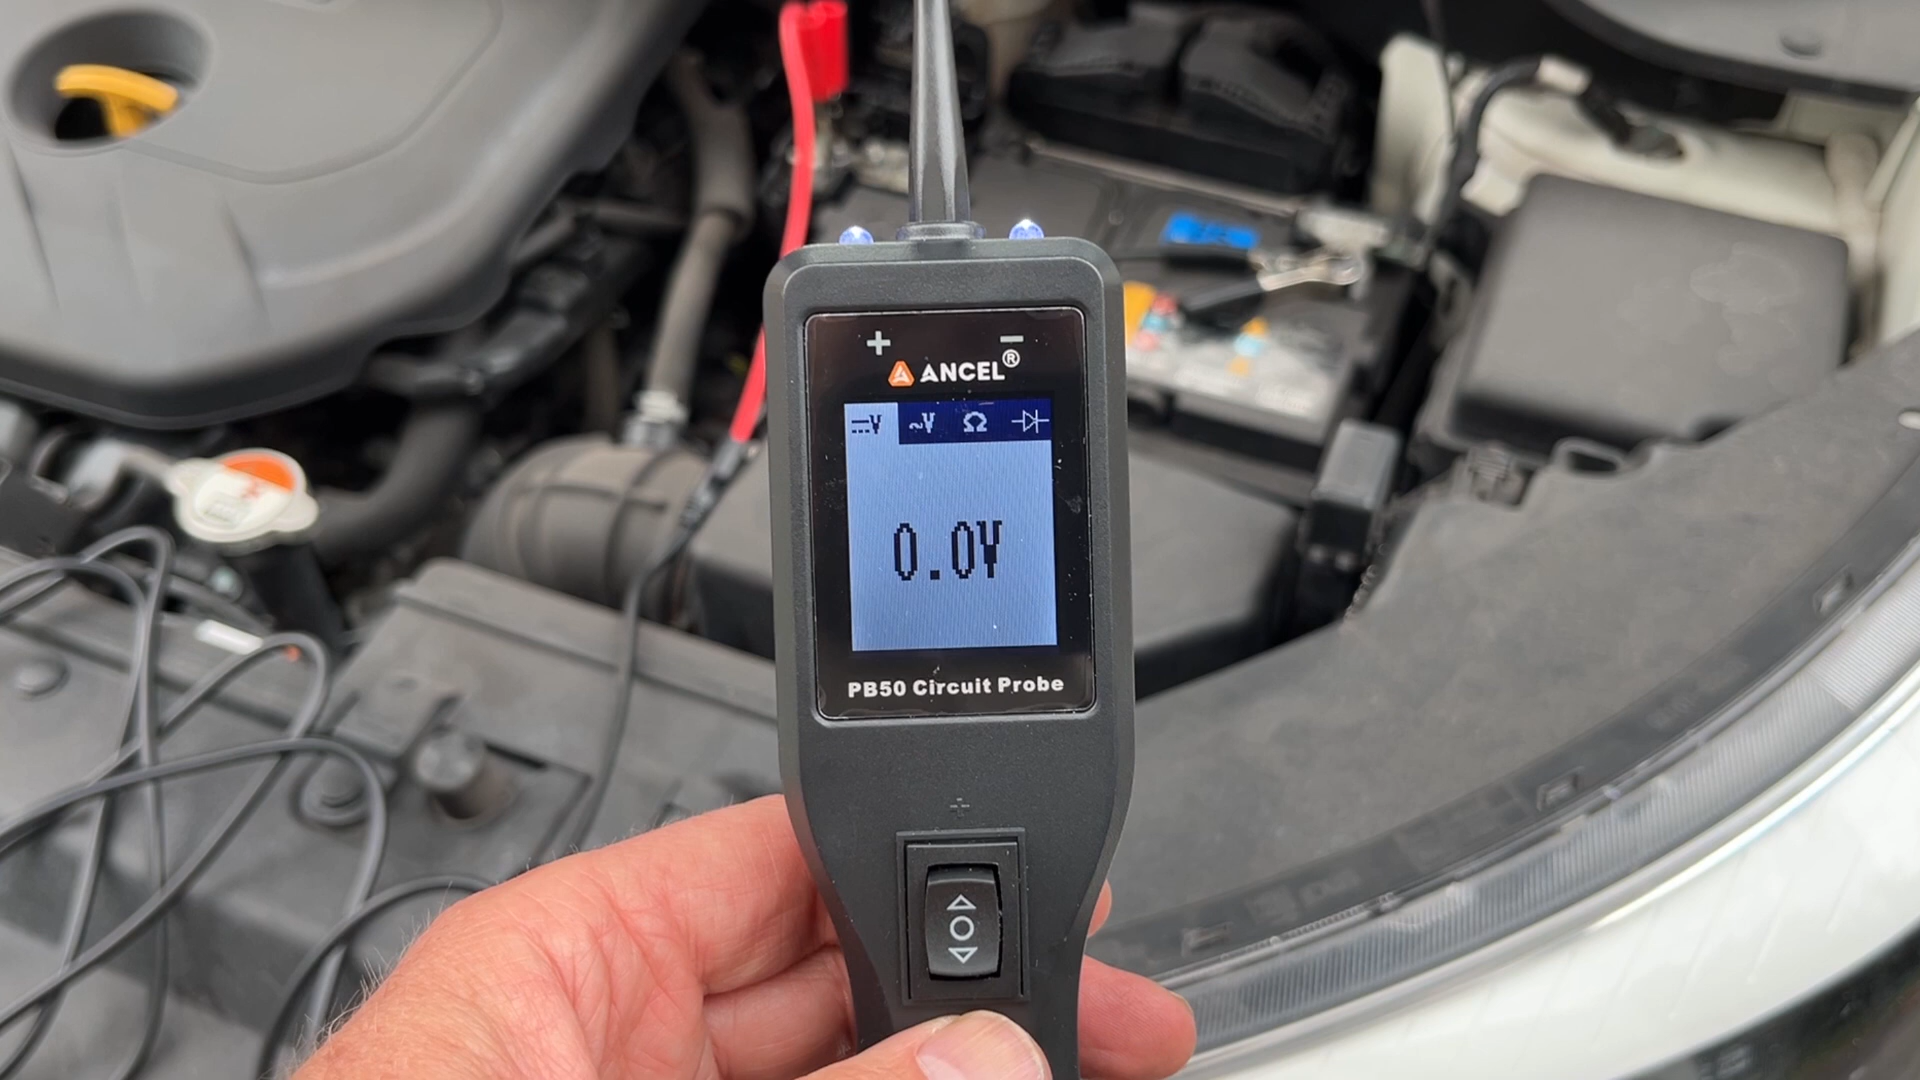 + −
ANCEL®
⎓V ~V Ω
0.0V
PB50 Circuit Probe